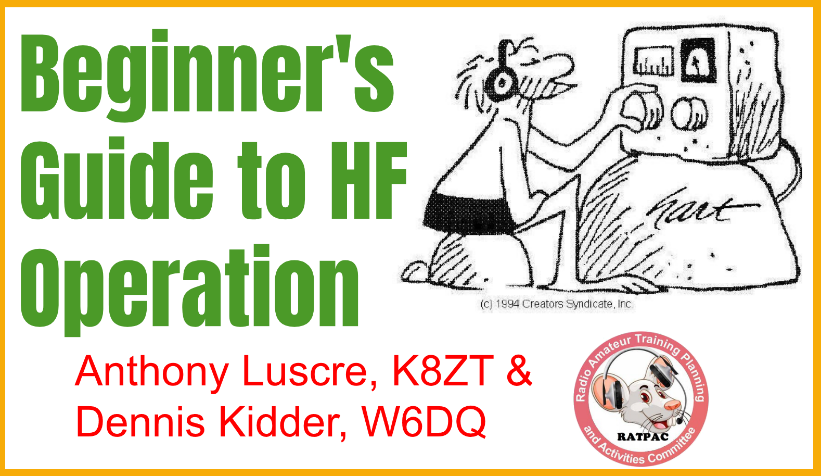 Beginner's
Guide to HF
Operation
hart
(c) 1994 Creators Syndicate, Inc.
Anthony Luscre, K8ZT &
Dennis Kidder, W6DQ
Radio Amateur Training Planning
and Activities Committee
RATPAC